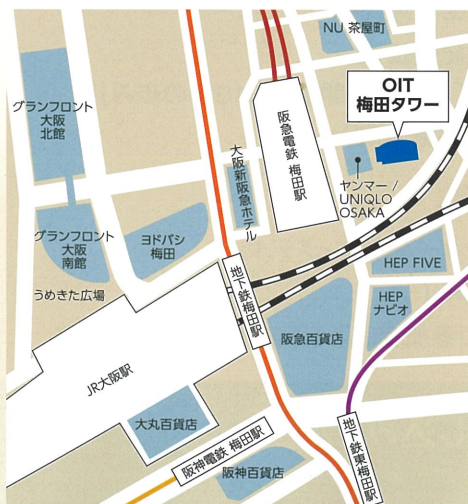 NU 茶屋町
OIT
梅田タワー
グランフロント
大阪
北館
阪急電鉄 梅田駅
大阪新阪急ホテル
ヤンマー /
UNIQLO
OSAKA
グランフロント
大阪
南館
ヨドバシ
梅田
うめきた広場
地下鉄梅田駅
HEP FIVE
HEP
ナビオ
阪急百貨店
JR大阪駅
大丸百貨店
阪神電鉄 梅田駅
阪神百貨店
地下鉄東梅田駅